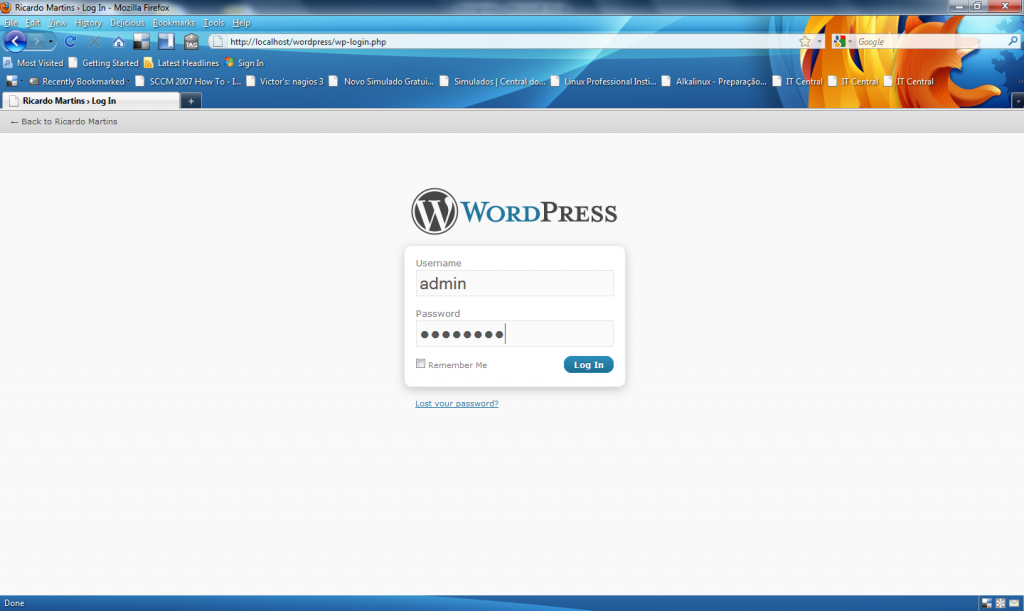 Ricardo Martins › Log In - Mozilla Firefox
File Edit View History Delicious Bookmarks Tools Help
TAG http://localhost/wordpress/wp-login.php Google
Most Visited Getting Started Latest Headlines Sign In
Recently Bookmarked SCCM 2007 How To - I... Victor's: nagios 3 Novo Simulado Gratui... Simulados | Central do... Linux Professional Insti... Alkalinux - Preparação... IT Central IT Central IT Central
Ricardo Martins › Log In +
← Back to Ricardo Martins
WORDPRESS
Username
admin
Password
●●●●●●●●
Remember Me Log In
Lost your password?
Done